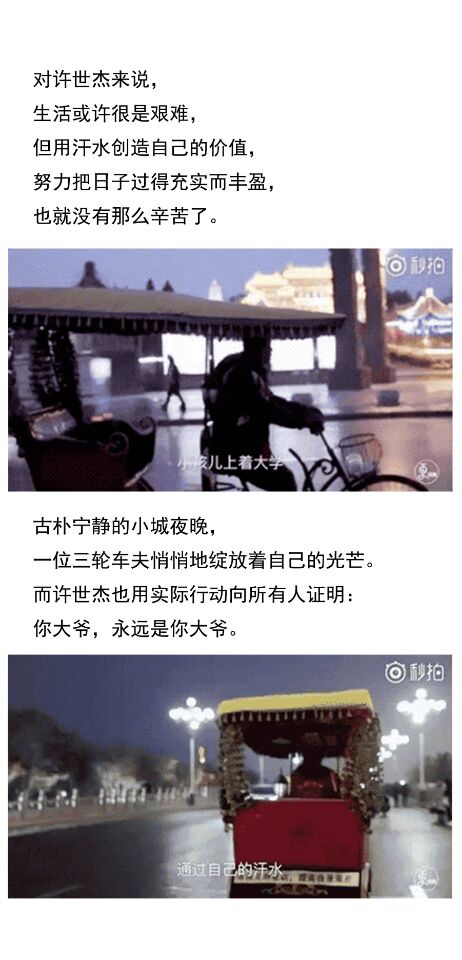 对许世杰来说，
生活或许很是艰难，
但用汗水创造自己的价值，
努力把日子过得充实而丰盈，
也就没有那么辛苦了。
秒拍
小孩儿上着大学
古朴宁静的小城夜晚，
一位三轮车夫悄悄地绽放着自己的光芒。
而许世杰也用实际行动向所有人证明：
你大爷，永远是你大爷。
秒拍
通过自己的汗水